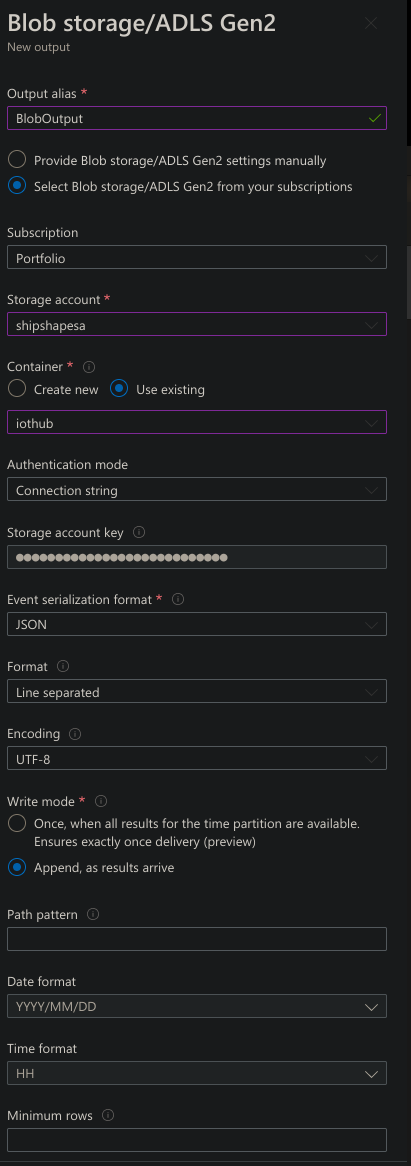 Blob storage/ADLS Gen2
New output
Output alias *
BlobOutput
Provide Blob storage/ADLS Gen2 settings manually
Select Blob storage/ADLS Gen2 from your subscriptions
Subscription
Portfolio
Storage account *
shipshapesa
Container *
Create new Use existing
iothub
Authentication mode
Connection string
Storage account key
Event serialization format *
JSON
Format
Line separated
Encoding
UTF-8
Write mode *
Once, when all results for the time partition are available.
Ensures exactly once delivery (preview)
Append, as results arrive
Path pattern
Date format
YYYY/MM/DD
Time format
HH
Minimum rows